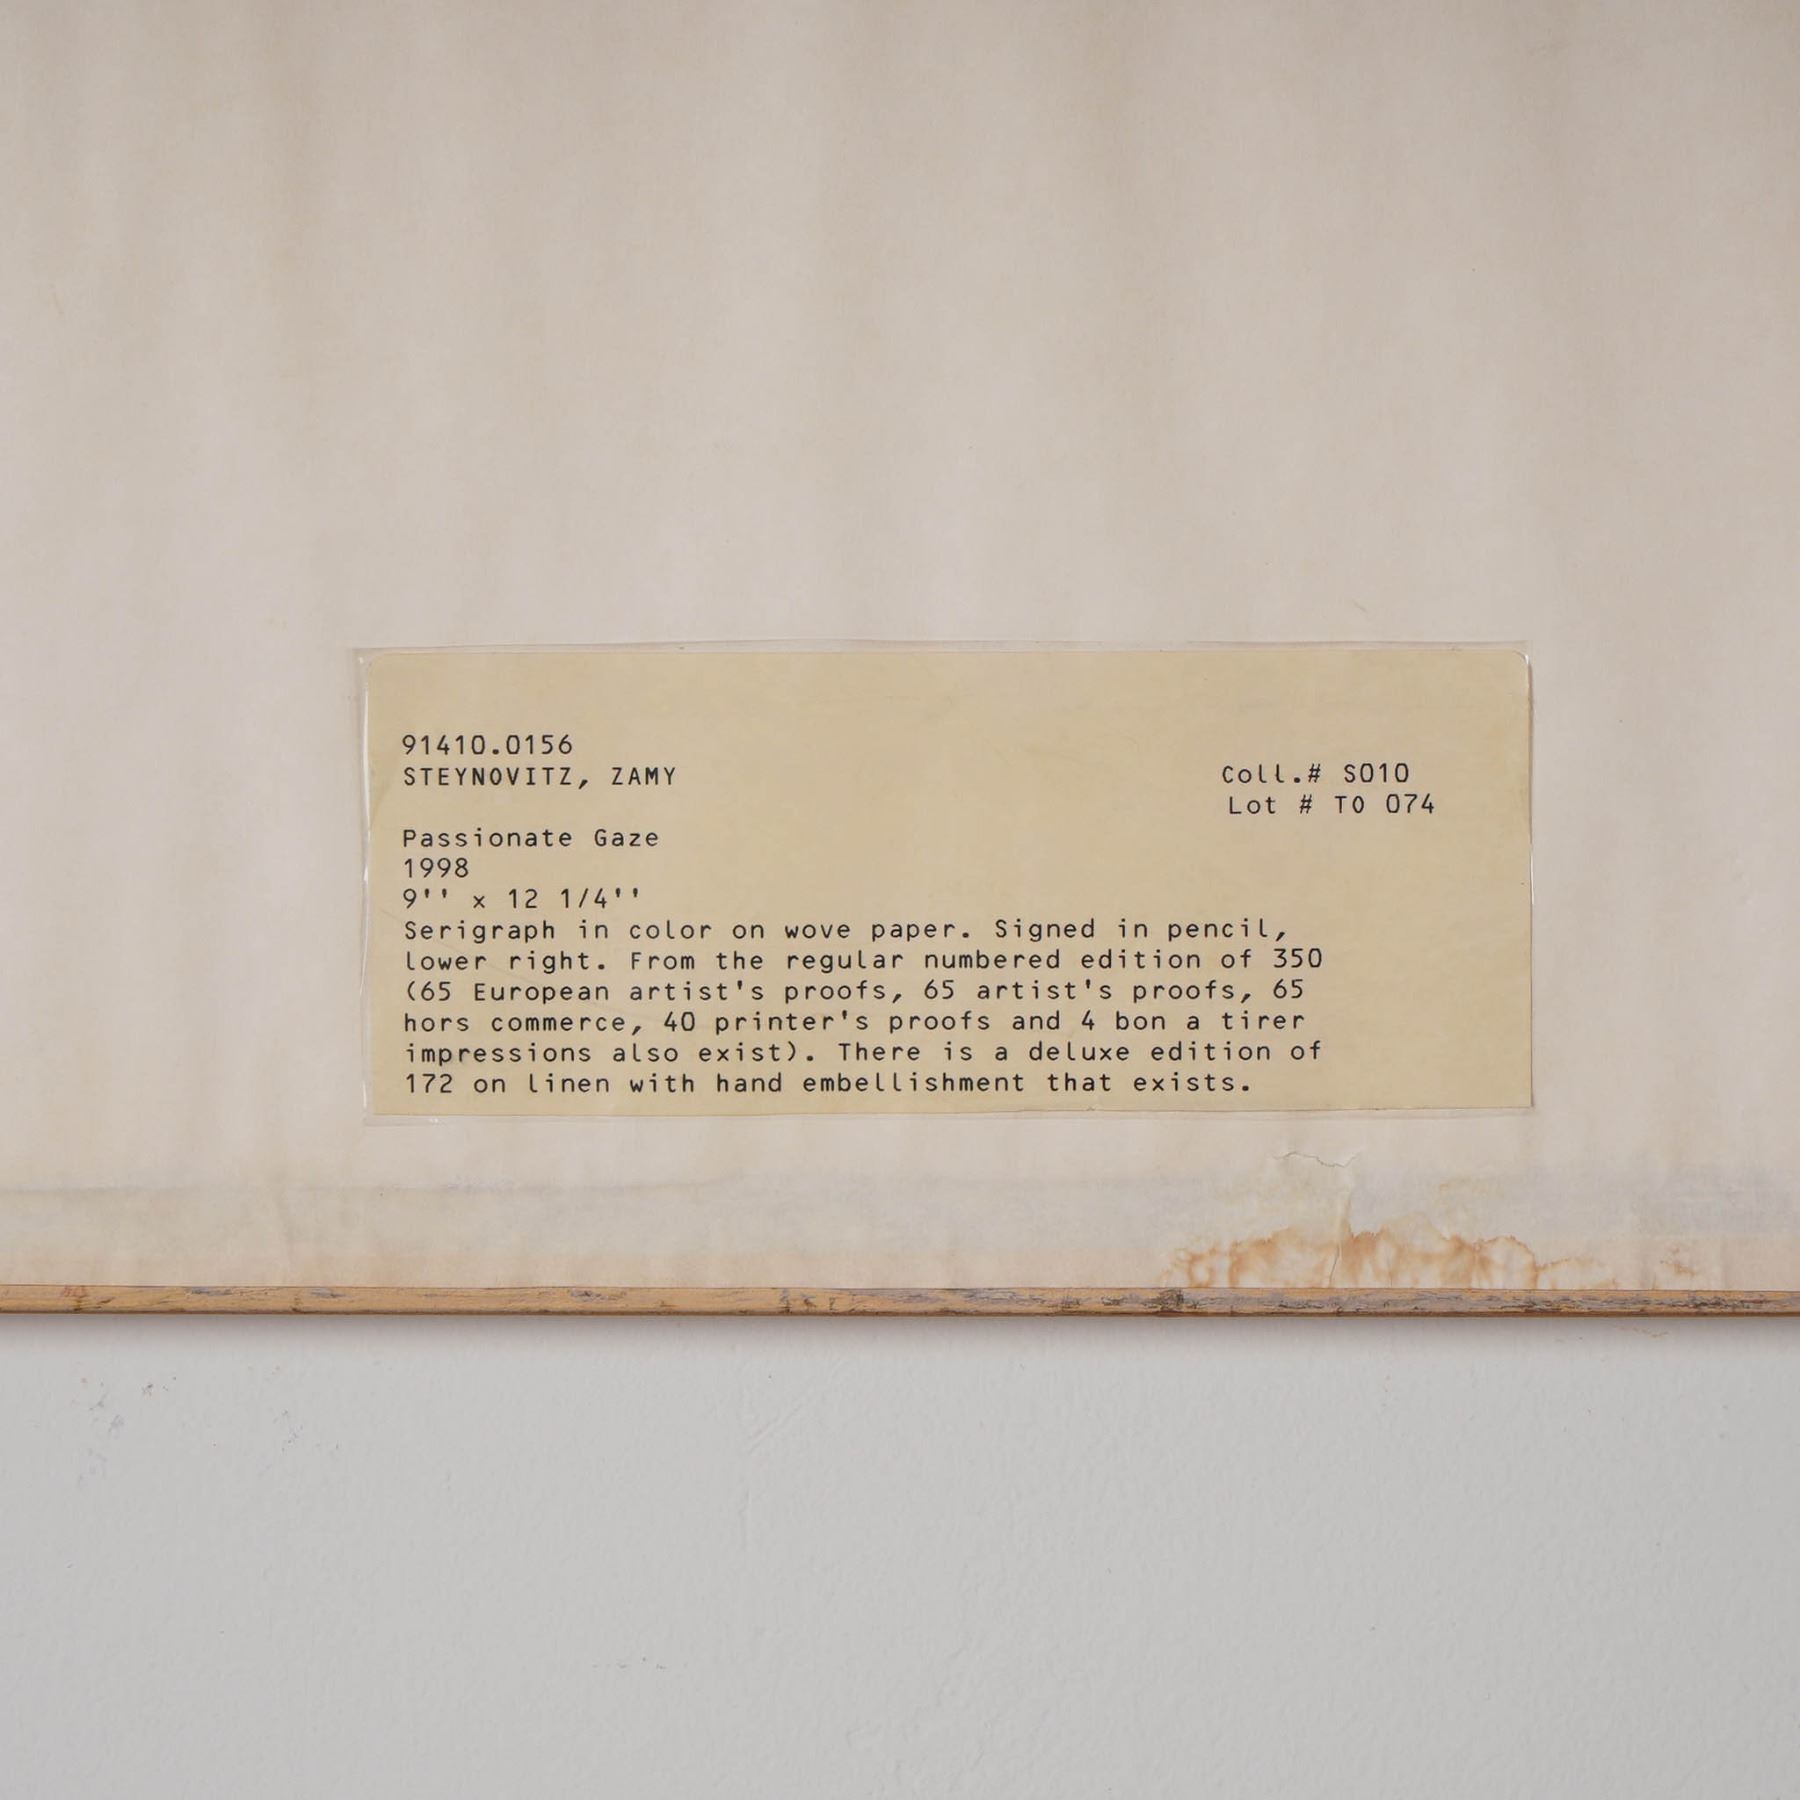 91410.0156
STEYNOVITZ, ZAMY
Coll.# S010
Lot # TO 074
Passionate Gaze
1998
9'' x 12 1/4''
Serigraph in color on wove paper. Signed in pencil,
lower right. From the regular numbered edition of 350
(65 European artist's proofs, 65 artist's proofs, 65
hors commerce, 40 printer's proofs and 4 bon a tirer
impressions also exist). There is a deluxe edition of
172 on linen with hand embellishment that exists.